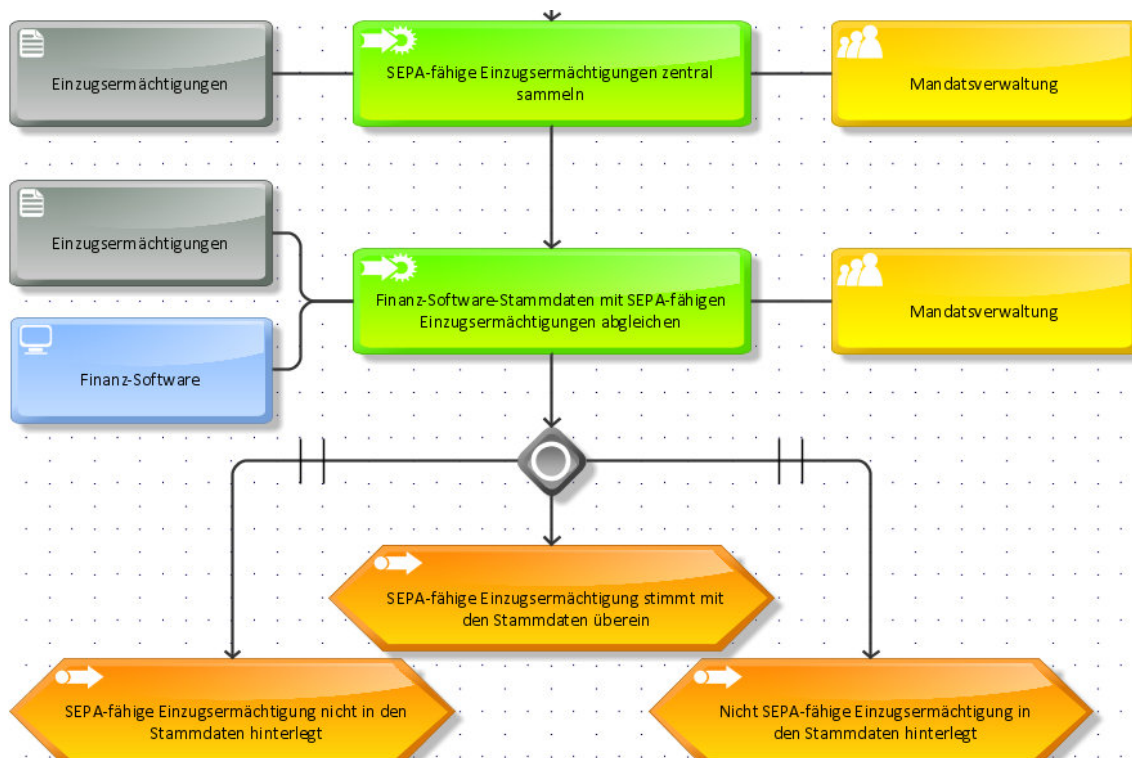 Einzugsermächtigungen
SEPA-fähige Einzugsermächtigungen zentral
sammeln
Mandatsverwaltung
Einzugsermächtigungen
Finanz-Software-Stammdaten mit SEPA-fähigen
Einzugsermächtigungen abgleichen
Mandatsverwaltung
Finanz-Software
SEPA-fähige Einzugsermächtigung stimmt mit
den Stammdaten überein
SEPA-fähige Einzugsermächtigung nicht in den
Stammdaten hinterlegt
Nicht SEPA-fähige Einzugsermächtigung in
den Stammdaten hinterlegt